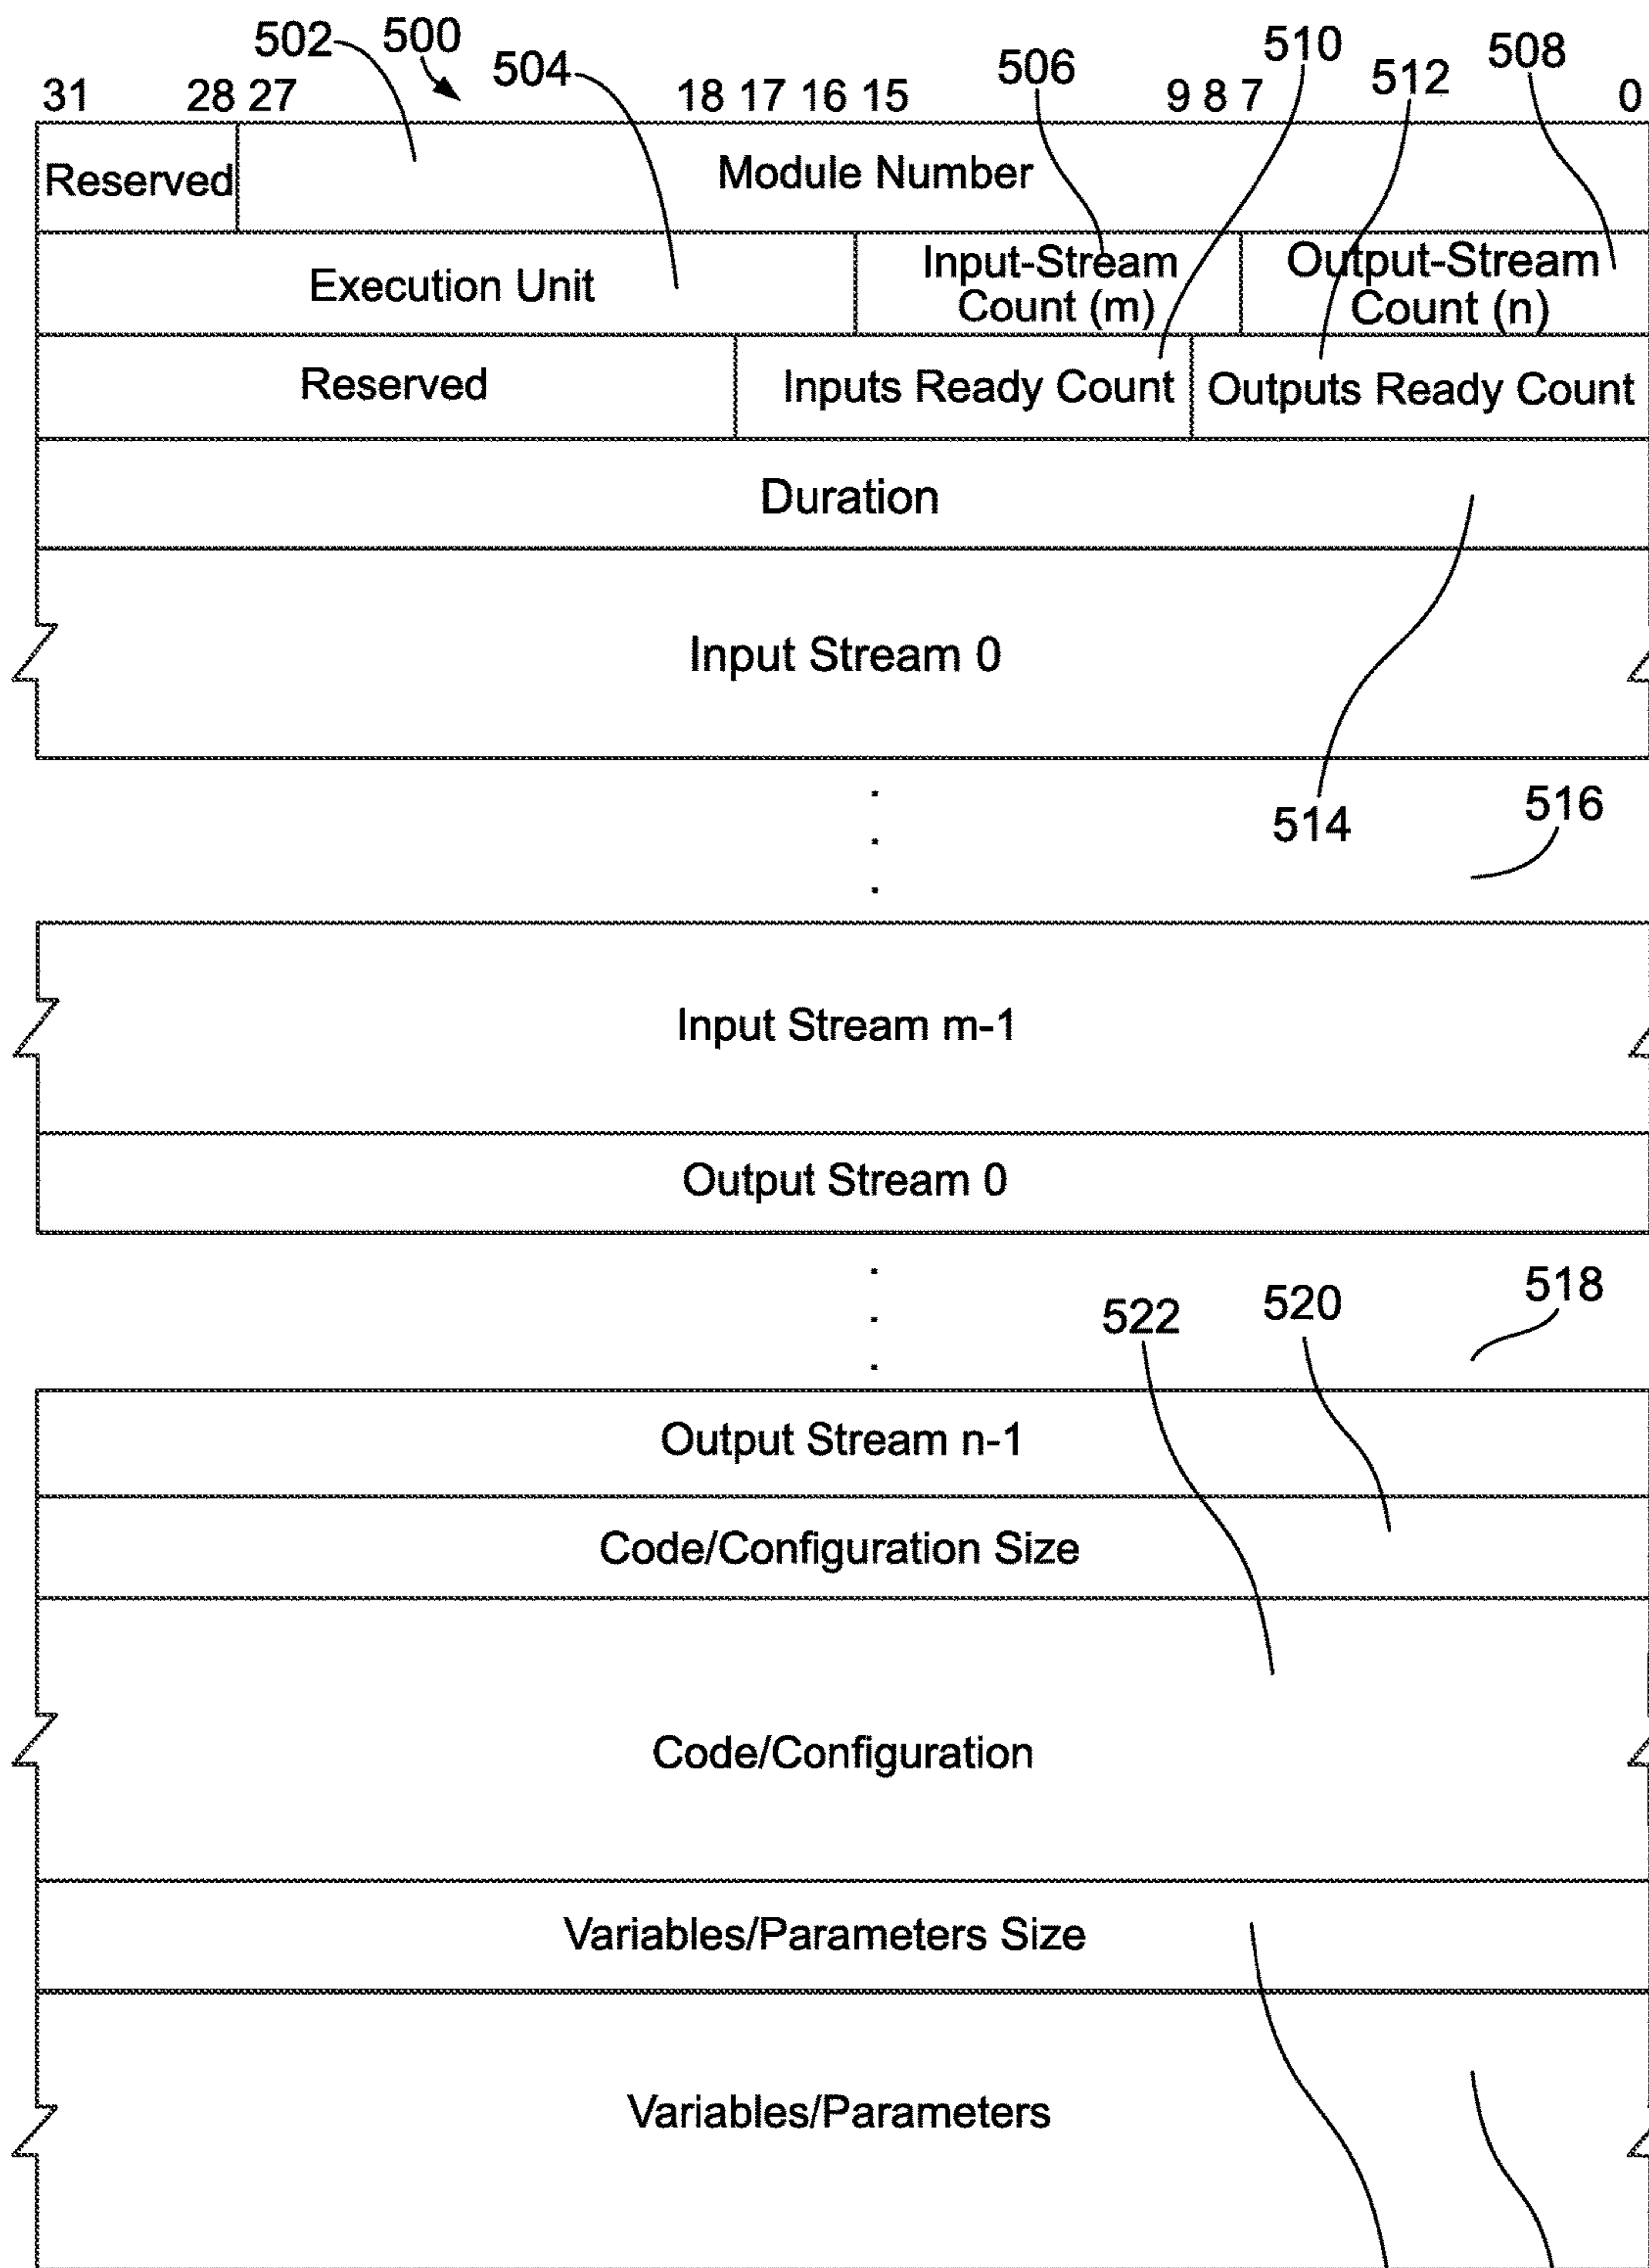 502 500 504 506 510 512 508
31 28 27 18 17 16 15 9 8 7 0
Reserved Module Number
Execution Unit Input-Stream Count (m) Output-Stream Count (n)
Reserved Inputs Ready Count Outputs Ready Count
Duration
Input Stream 0
514 516
Input Stream m-1
Output Stream 0
522 520 518
Output Stream n-1
Code/Configuration Size
Code/Configuration
Variables/Parameters Size
Variables/Parameters